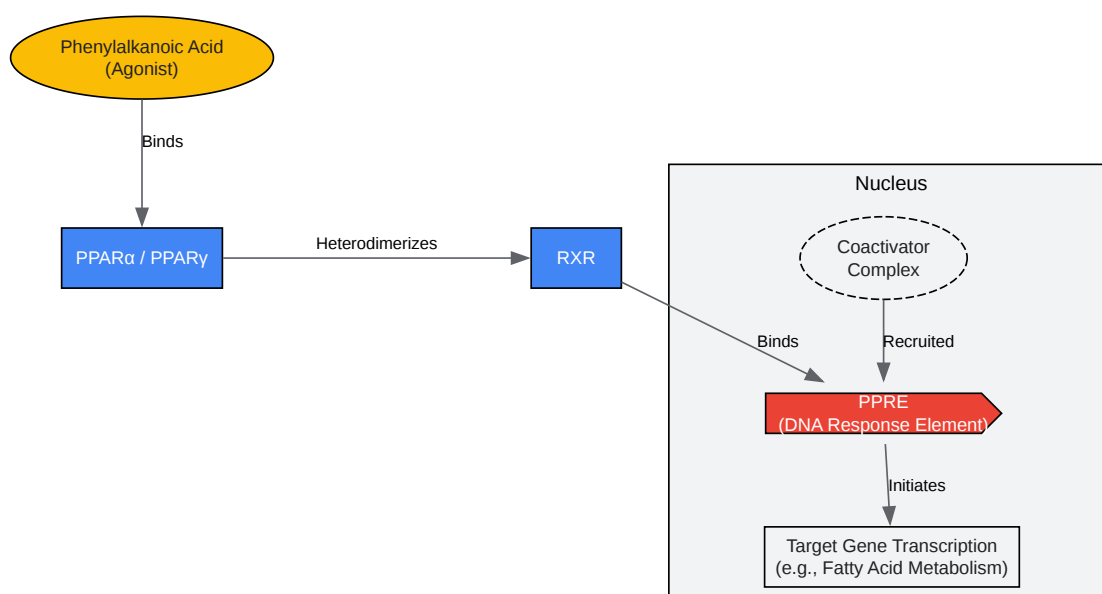 Phenylalkanoic Acid
(Agonist)
Binds
PPARα / PPARγ
Heterodimerizes
RXR
Nucleus
Coactivator
Complex
Binds
Recruited
PPRE
(DNA Response Element)
Initiates
Target Gene Transcription
(e.g., Fatty Acid Metabolism)